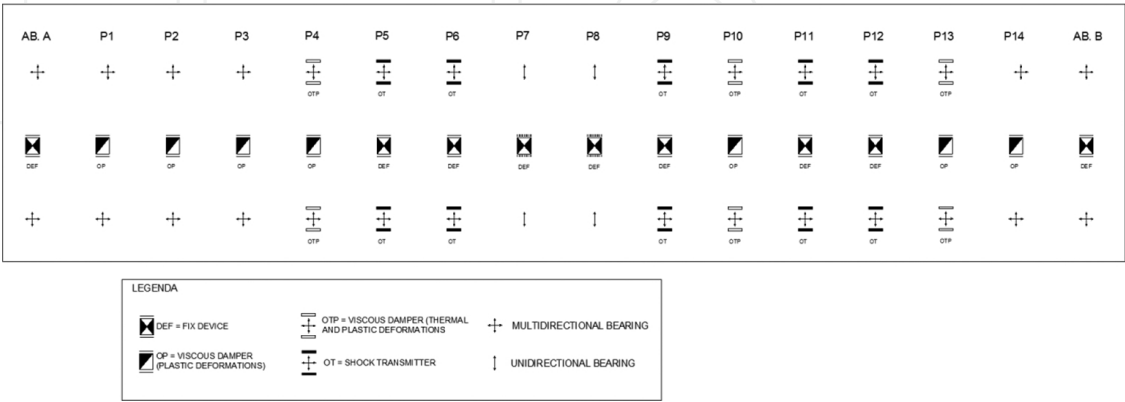 AB. A P1 P2 P3 P4 P5 P6 P7 P8 P9 P10 P11 P12 P13 P14 AB. B
OTP OT OT OT OTP OT OT OTP
DEF OP OP OP OP DEF DEF DEF DEF DEF OP DEF DEF OP OP DEF
OTP OT OT OT OTP OT OT OTP
LEGENDA
DEF = FIX DEVICE
OP = VISCOUS DAMPER
(PLASTIC DEFORMATIONS)
OTP = VISCOUS DAMPER (THERMAL
AND PLASTIC DEFORMATIONS
OT = SHOCK TRANSMITTER
MULTIDIRECTIONAL BEARING
UNIDIRECTIONAL BEARING